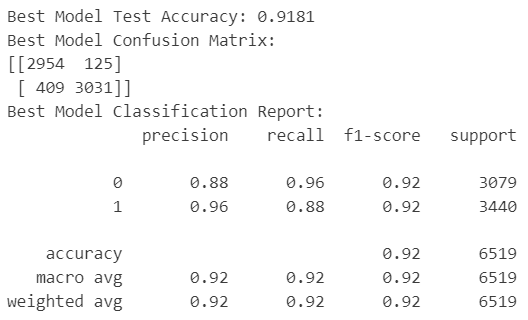 Best Model Test Accuracy: 0.9181
Best Model Confusion Matrix:
[[2954  125]
 [ 409 3031]]
Best Model Classification Report:
              precision    recall  f1-score   support

           0       0.88      0.96      0.92      3079
           1       0.96      0.88      0.92      3440

    accuracy                           0.92      6519
   macro avg       0.92      0.92      0.92      6519
weighted avg       0.92      0.92      0.92      6519